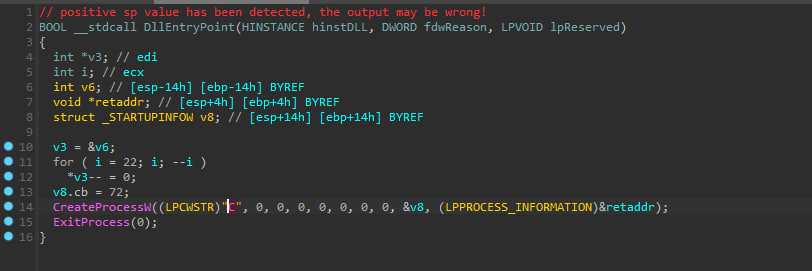 1 // positive sp value has been detected, the output may be wrong!
2 BOOL __stdcall DllEntryPoint(HINSTANCE hinstDLL, DWORD fdwReason, LPVOID lpReserved)
3 {
4 int *v3; // edi
5 int i; // ecx
6 int v6; // [esp-14h] [ebp-14h] BYREF
7 void *retaddr; // [esp+4h] [ebp+4h] BYREF
8 struct _STARTUPINFOW v8; // [esp+14h] [ebp+14h] BYREF
9
10 v3 = &v6;
11 for ( i = 22; i; --i )
12 *v3-- = 0;
13 v8.cb = 72;
14 CreateProcessW((LPCWSTR)"C", 0, 0, 0, 0, 0, 0, 0, &v8, (LPPROCESS_INFORMATION)&retaddr);
15 ExitProcess(0);
16 }